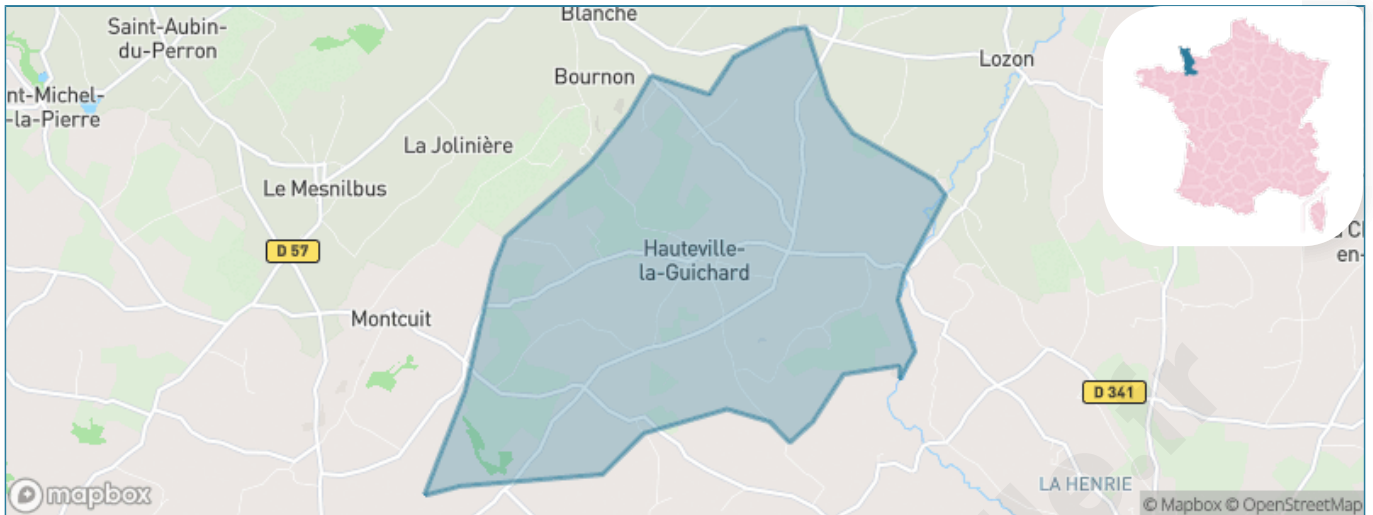 Blanche
Saint-Aubin-
du-Perron
Lozon
Bournon
nt-Michel-
-la-Pierre
La Jolinière
Le Mesnilbus
D 57
Hauteville-
la-Guichard
en-
Montcuit
D 341
LA HENRIE
mapbox
© Mapbox © OpenStreetMap